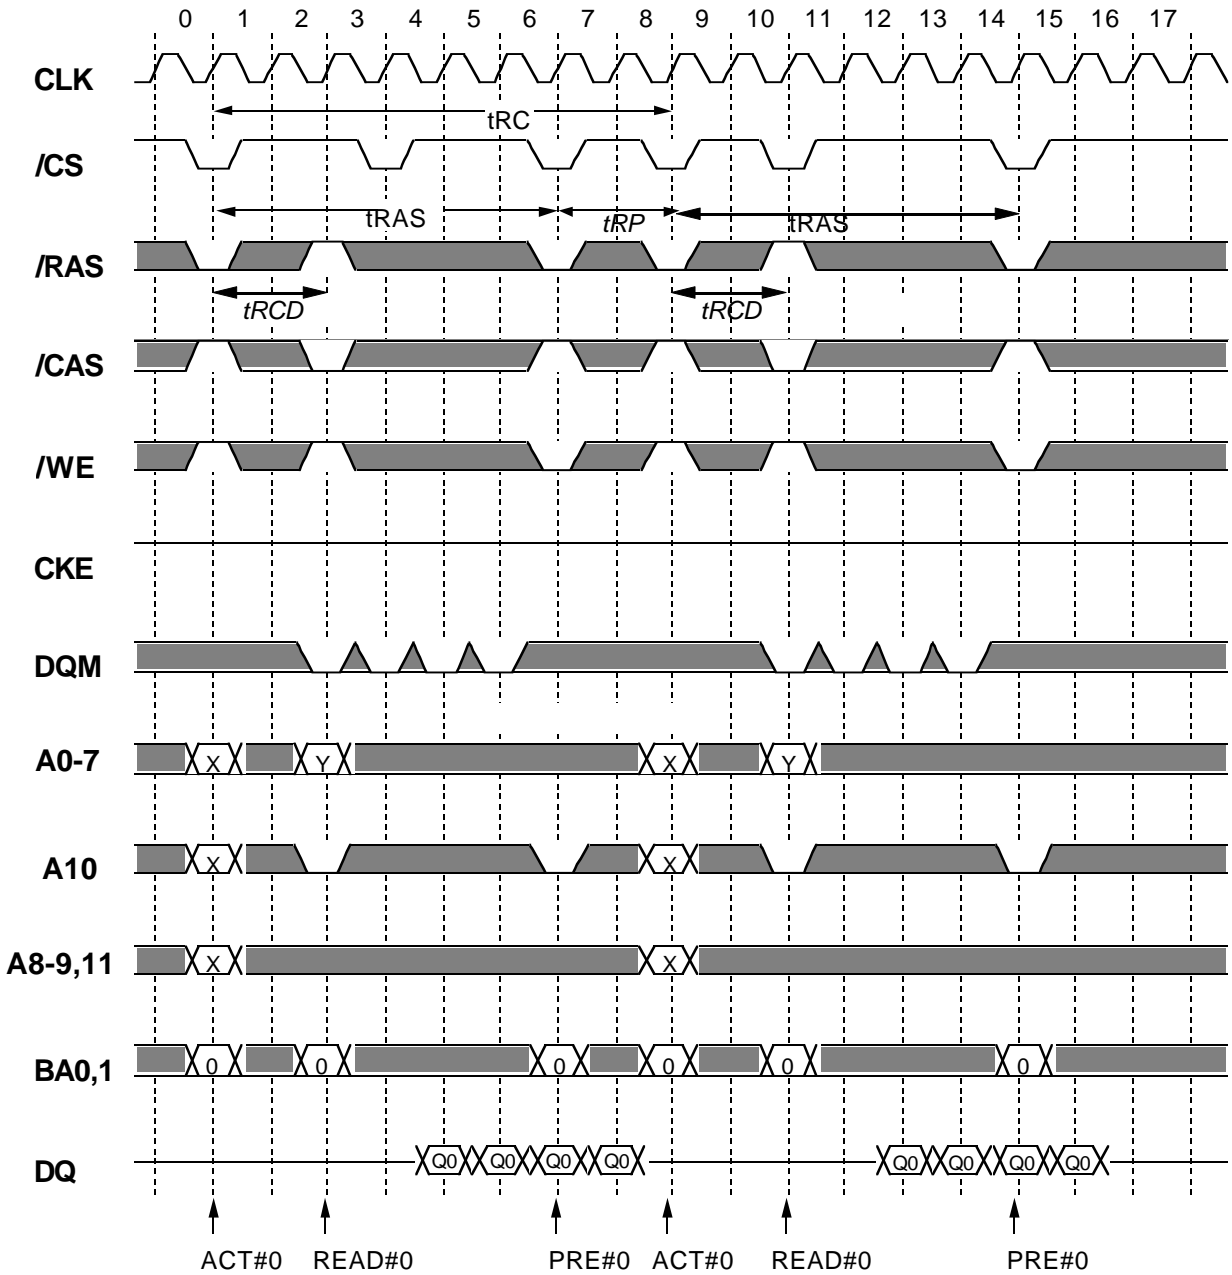 0 1 2 3 4 5 6 7 8 9 10 11 12 13 14 15 16 17
CLK
tRC
/CS
tRAS tRP tRAS
/RAS
tRCD tRCD
/CAS
/WE
CKE
DQM
A0-7 X Y X Y
A10 X X
A8-9,11 X X
BA0,1 0 0 0 0 0 0
DQ Q0 Q0 Q0 Q0 Q0 Q0 Q0 Q0
ACT#0 READ#0 PRE#0 ACT#0 READ#0 PRE#0